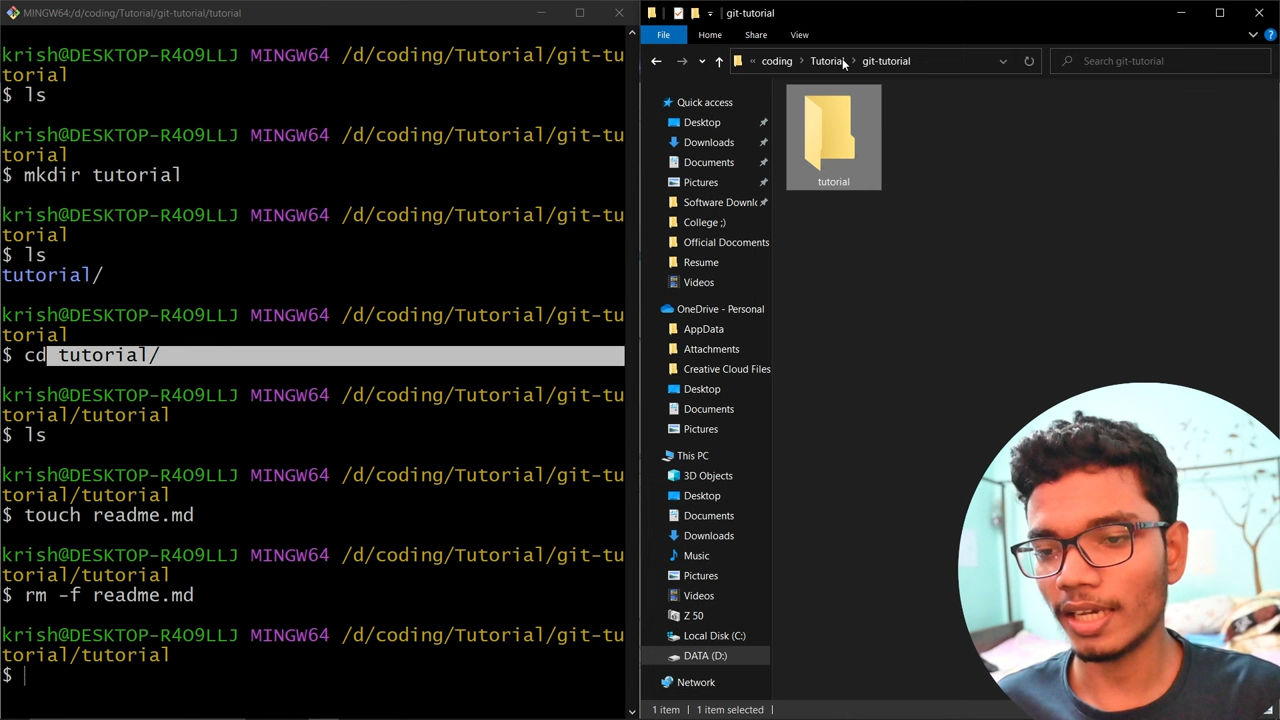 MINGW64:/d/coding/Tutorial/git-tutorial/tutorial
krish@DESKTOP-R4O9LLJ MINGW64 /d/coding/Tutorial/git-tu
torial
$ ls
krish@DESKTOP-R4O9LLJ MINGW64 /d/coding/Tutorial/git-tu
torial
$ mkdir tutorial
krish@DESKTOP-R4O9LLJ MINGW64 /d/coding/Tutorial/git-tu
torial
$ ls
tutorial/
krish@DESKTOP-R4O9LLJ MINGW64 /d/coding/Tutorial/git-tu
torial
$ cd tutorial/
krish@DESKTOP-R4O9LLJ MINGW64 /d/coding/Tutorial/git-tu
torial/tutorial
$ ls
krish@DESKTOP-R4O9LLJ MINGW64 /d/coding/Tutorial/git-tu
torial/tutorial
$ touch readme.md
krish@DESKTOP-R4O9LLJ MINGW64 /d/coding/Tutorial/git-tu
torial/tutorial
$ rm -f readme.md
krish@DESKTOP-R4O9LLJ MINGW64 /d/coding/Tutorial/git-tu
torial/tutorial
$
git-tutorial
File Home Share View
« coding › Tutorial › git-tutorial
Search git-tutorial
Quick access
Desktop
Downloads
Documents
Pictures
Software Downlo
College ;)
Official Documents
Resume
Videos
OneDrive - Personal
AppData
Attachments
Creative Cloud Files
Desktop
Documents
Pictures
This PC
3D Objects
Desktop
Documents
Downloads
Music
Pictures
Videos
Z 50
Local Disk (C:)
DATA (D:)
Network
tutorial
1 item 1 item selected